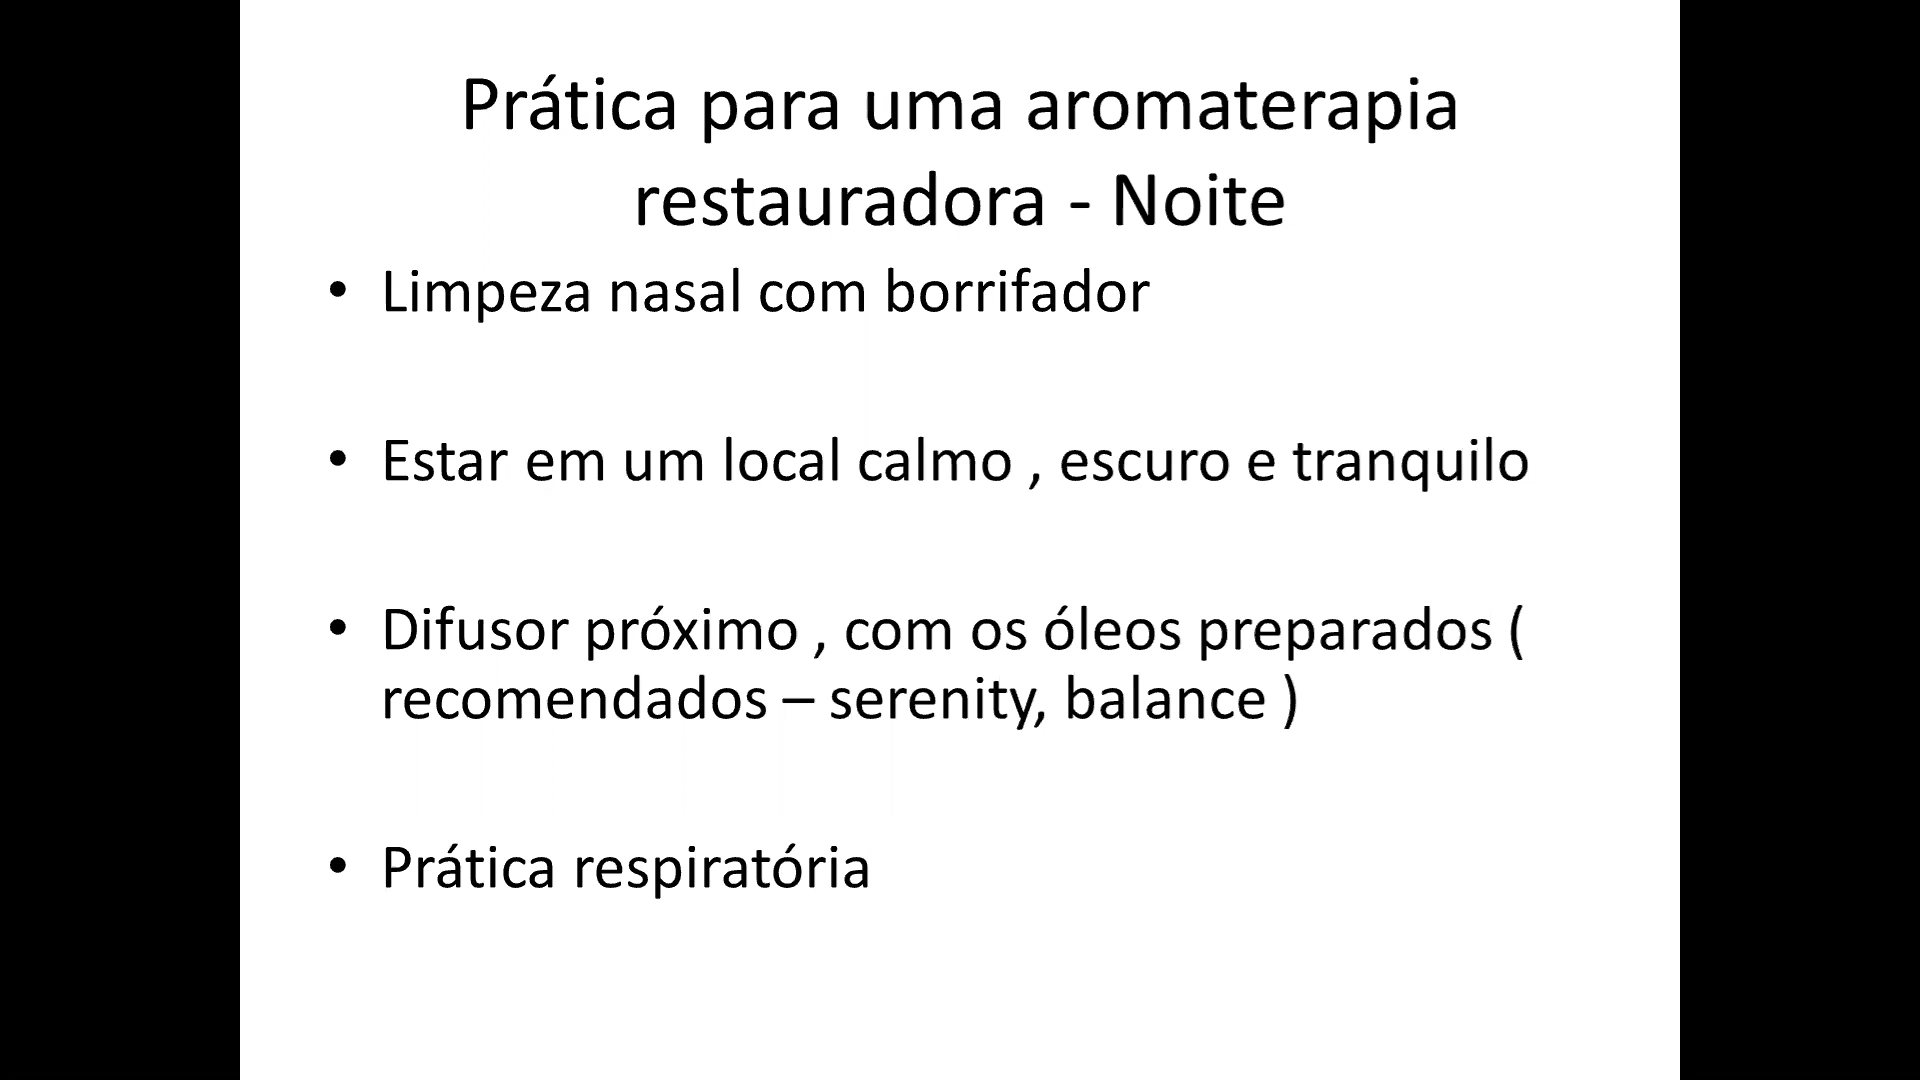 Prática para uma aromaterapia
restauradora - Noite
• Limpeza nasal com borrifador
• Estar em um local calmo , escuro e tranquilo
• Difusor próximo , com os óleos preparados (
recomendados – serenity, balance )
• Prática respiratória